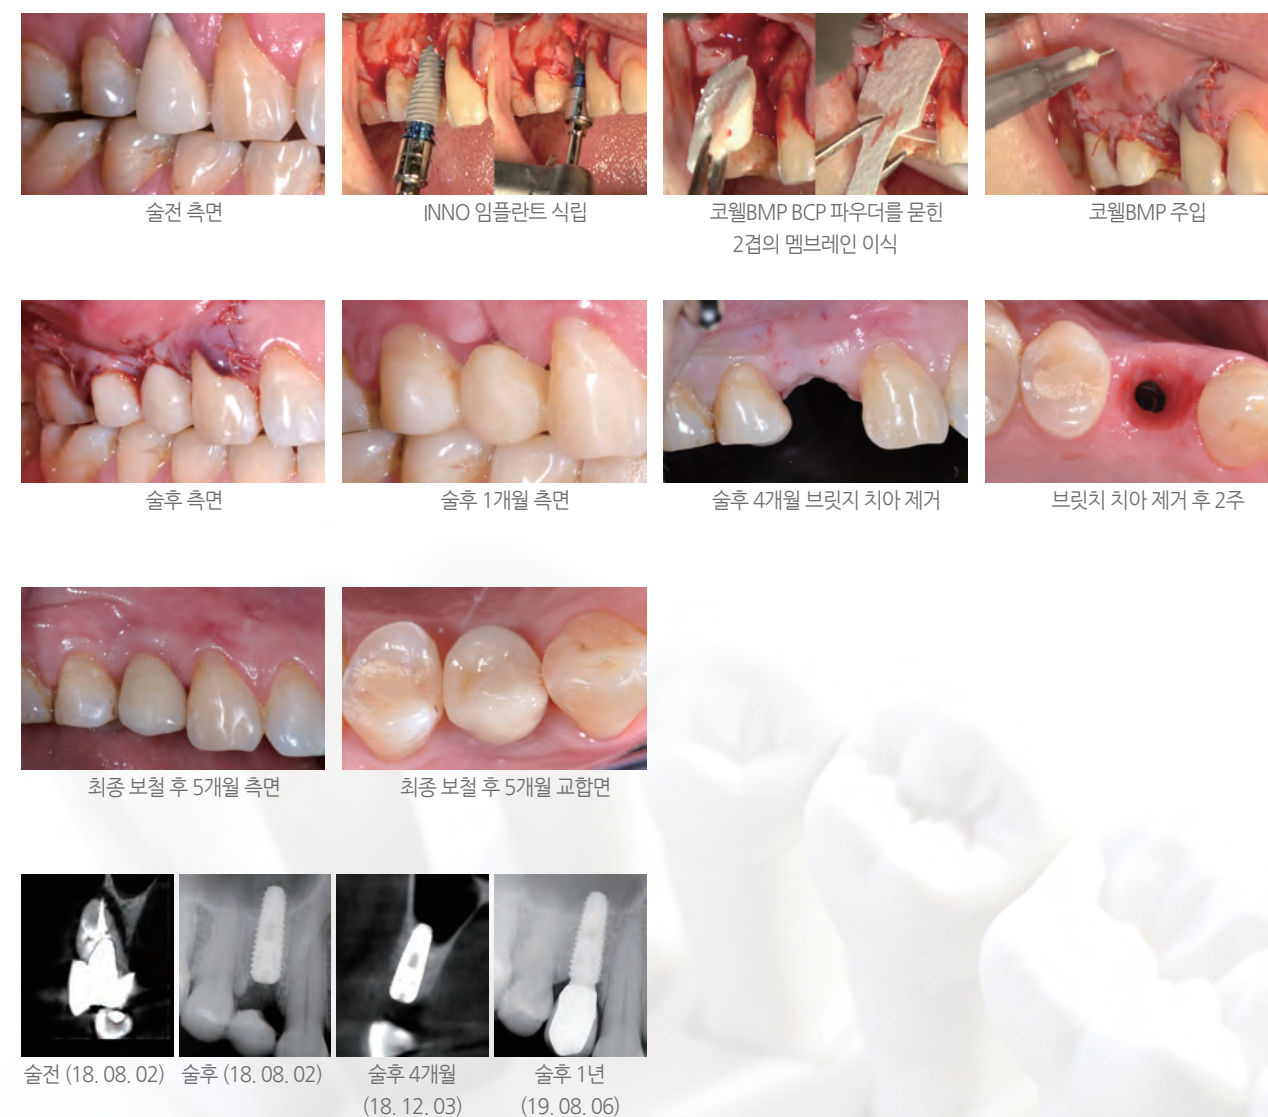 술전 측면
INNO 임플란트 식립
코웰BMP BCP 파우더를 묻힌
2겹의 멤브레인 이식
코웰BMP 주입
술후 측면
술후 1개월 측면
술후 4개월 브릿지 치아 제거
브릿치 치아 제거 후 2주
최종 보철 후 5개월 측면
최종 보철 후 5개월 교합면
술전 (18. 08. 02)
술후 (18. 08. 02)
술후 4개월
(18. 12. 03)
술후 1년
(19. 08. 06)